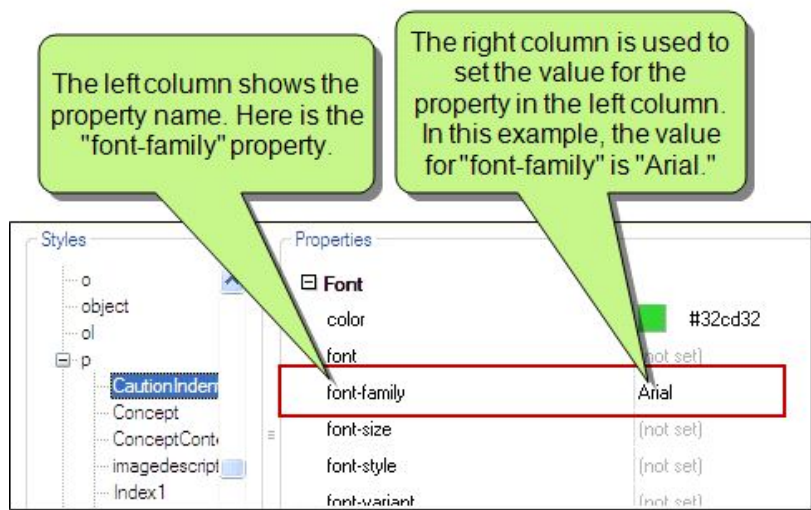 The left column shows the
property name. Here is the
"font-family" property.
The right column is used to
set the value for the
property in the left column.
In this example, the value
for "font-family" is "Arial."
Styles
Properties
o
object
ol
p
CautionInden
Concept
ConceptCont
imagedescript
Index1
Font
color #32cd32
font (not set)
font-family Arial
font-size (not set)
font-style (not set)
font-variant (not set)